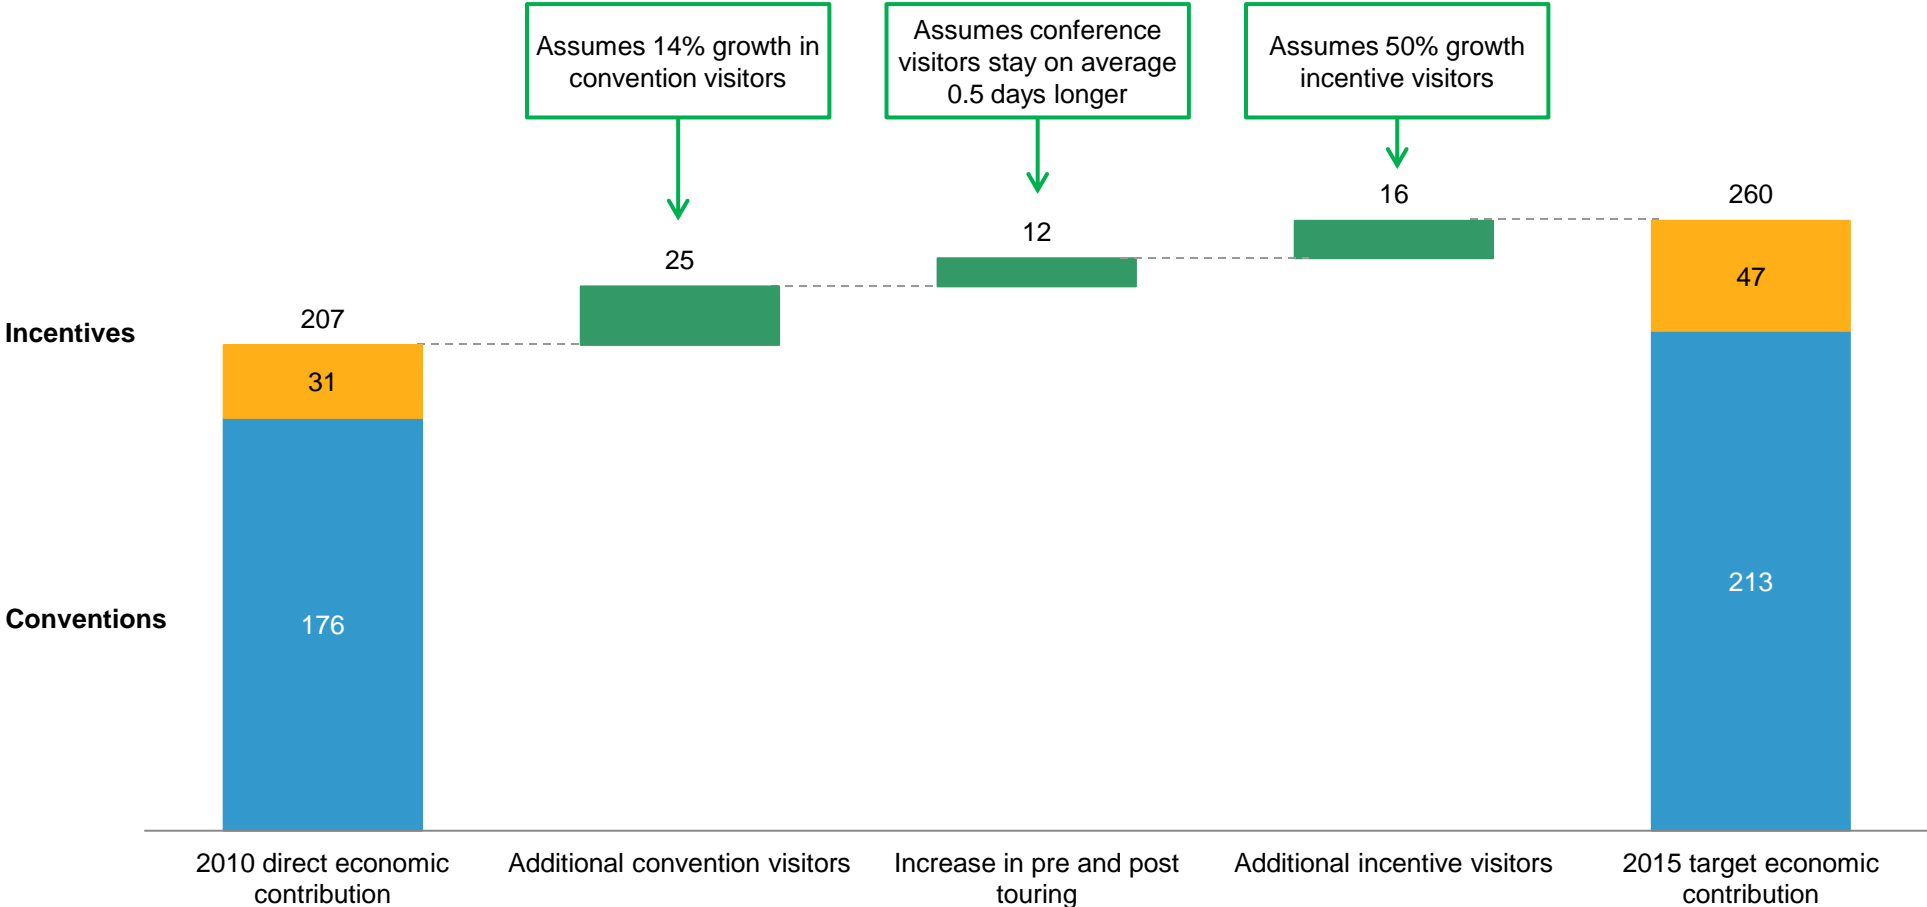 Assumes 14% growth in
convention visitors
Assumes conference
visitors stay on average
0.5 days longer
Assumes 50% growth
incentive visitors
16
260
12
25
47
207
Incentives
31
213
Conventions
176
2010 direct economic
contribution
Additional convention visitors
Increase in pre and post
touring
Additional incentive visitors
2015 target economic
contribution